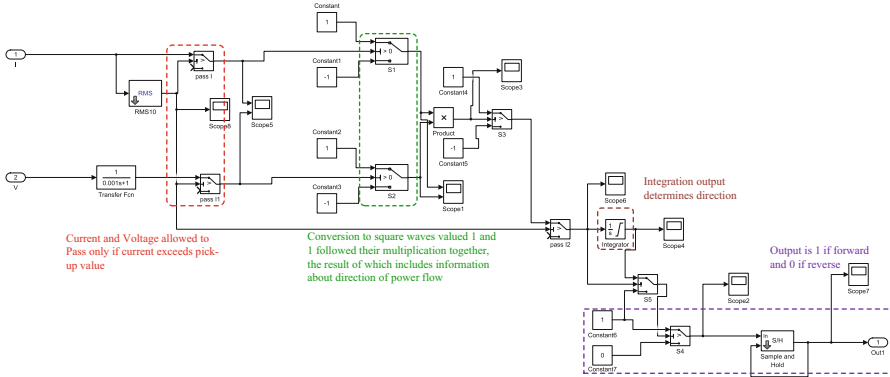 Constant
1
1
I
>
pass I
> 0
S1
Constant1
-1
RMS
RMS10
Scope8
Scope5
Scope3
1
Constant4
×
Product
>
S3
-1
Constant5
Constant2
1
2
V
1
0.001s+1
Transfer Fcn
>
pass I1
> 0
S2
Constant3
-1
Scope1
Scope6
Integration output
determines direction
>
pass I2
1
s
Integrator
Scope4
Current and Voltage allowed to
Pass only if current exceeds pick-
up value
Conversion to square waves valued 1 and
1 followed their multiplication together,
the result of which includes information
about direction of power flow
Output is 1 if forward
and 0 if reverse
>
S5
Scope2
Scope7
1
Constant6
>
S4
0
Constant7
In
S/H
Sample and
Hold
1
Out1